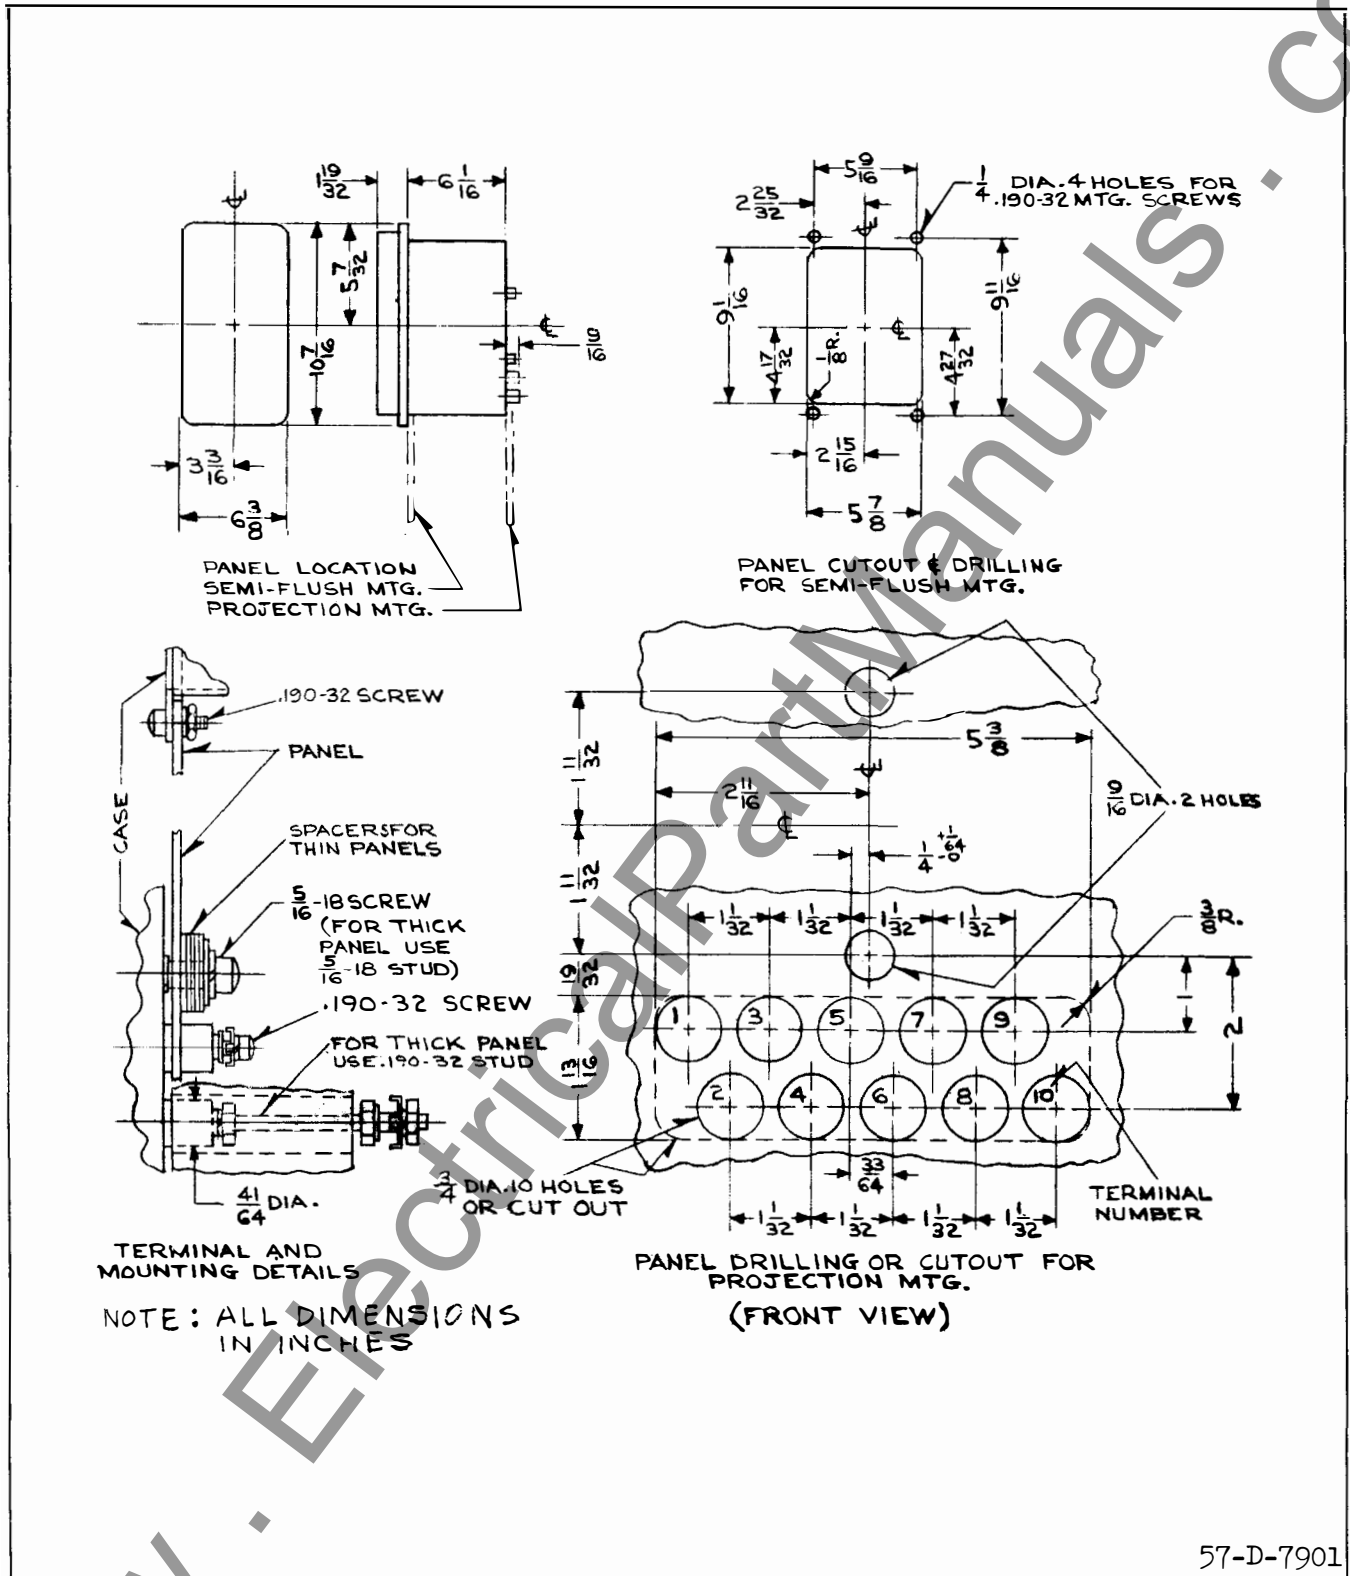 1 19/32
6 1/16
5 7/32
10 7/16
9/16
3 3/16
6 3/8
PANEL LOCATION
SEMI-FLUSH MTG.
PROJECTION MTG.
5 9/16
2 25/32
1/4 DIA. 4 HOLES FOR
.190-32 MTG. SCREWS
9 1/16
9 11/16
4 17/32
1/8 R.
4 27/32
2 15/16
5 7/8
PANEL CUTOUT & DRILLING
FOR SEMI-FLUSH MTG.
.190-32 SCREW
PANEL
CASE
SPACERS FOR
THIN PANELS
5/16-18 SCREW
(FOR THICK
PANEL USE
5/16-18 STUD)
.190-32 SCREW
FOR THICK PANEL
USE .190-32 STUD
41/64 DIA.
TERMINAL AND
MOUNTING DETAILS
NOTE: ALL DIMENSIONS
IN INCHES
5 3/8
1 11/32
2 11/16
9/16 DIA. 2 HOLES
1/4 +1/64 -0
1 11/32
1 1/32 1 1/32 1 1/32 1 1/32
3/8 R.
19/32
1
2
1 3 5 7 9
1 13/16
2 4 6 8 10
3/4 DIA. 10 HOLES
OR CUT OUT
33/64
TERMINAL
NUMBER
1 1/32 1 1/32 1 1/32 1 1/32
PANEL DRILLING OR CUTOUT FOR
PROJECTION MTG.
(FRONT VIEW)
57-D-7901
w . ElectricalPartManuals . co